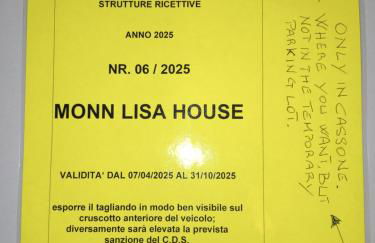 STRUTTURE RICETTIVE
ANNO 2025
NR. 06 / 2025
MONN LISA HOUSE
VALIDITA' DAL 07/04/2025 AL 31/10/2025
esporre il tagliando in modo ben visibile sul
cruscotto anteriore del veicolo;
diversamente sarà elevata la prevista
sanzione del C.D.S.
ONLY IN CASSONE.
WHERE YOU WANT, BUT
NOT IN THE TEMPORARY
PARKING LOT.